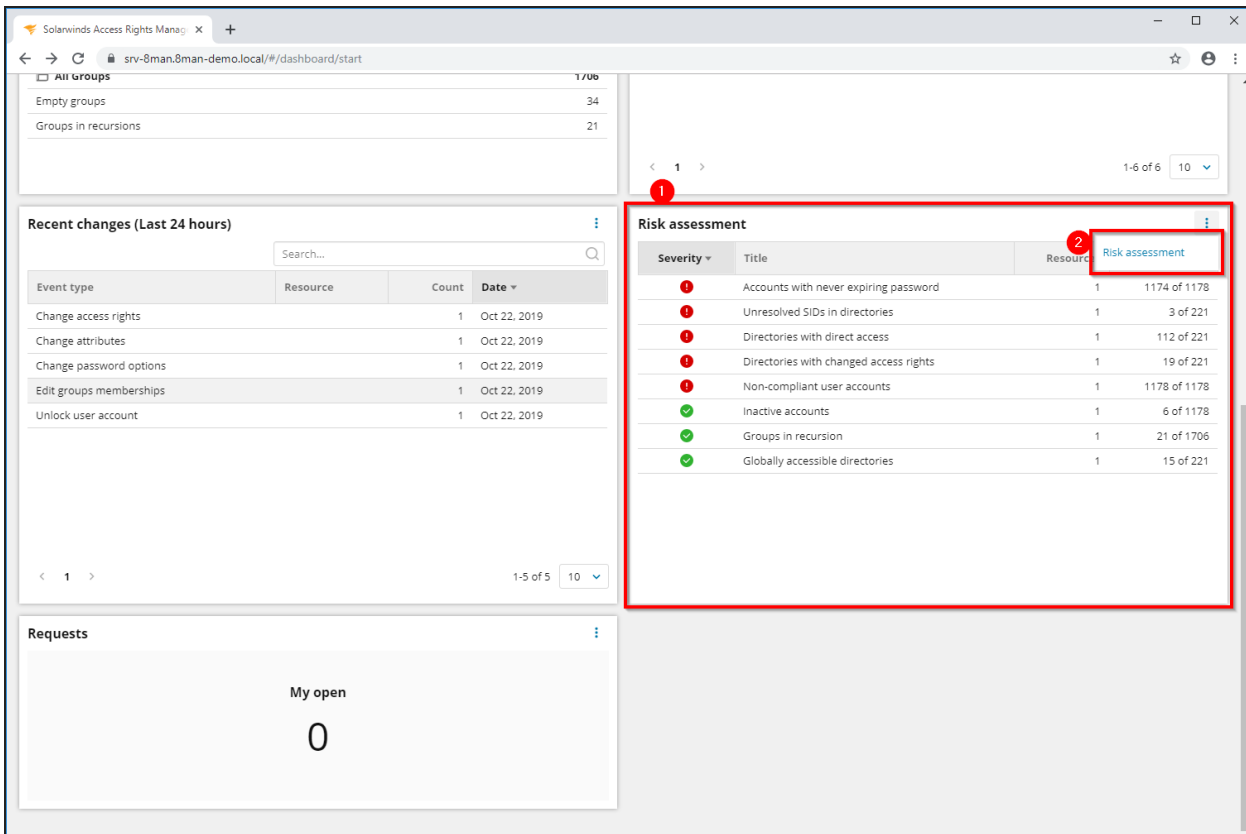 Solarwinds Access Rights Manag
srv-8man.8man-demo.local/#/dashboard/start
All Groups 1706
Empty groups 34
Groups in recursions 21
1
1-6 of 6 10
1
Recent changes (Last 24 hours)
Search...
Event type Resource Count Date
Change access rights 1 Oct 22, 2019
Change attributes 1 Oct 22, 2019
Change password options 1 Oct 22, 2019
Edit groups memberships 1 Oct 22, 2019
Unlock user account 1 Oct 22, 2019
1
1-5 of 5 10
Risk assessment
2 Risk assessment
Severity Title Resourc
Accounts with never expiring password 1 1174 of 1178
Unresolved SIDs in directories 1 3 of 221
Directories with direct access 1 112 of 221
Directories with changed access rights 1 19 of 221
Non-compliant user accounts 1 1178 of 1178
Inactive accounts 1 6 of 1178
Groups in recursion 1 21 of 1706
Globally accessible directories 1 15 of 221
Requests
My open
0